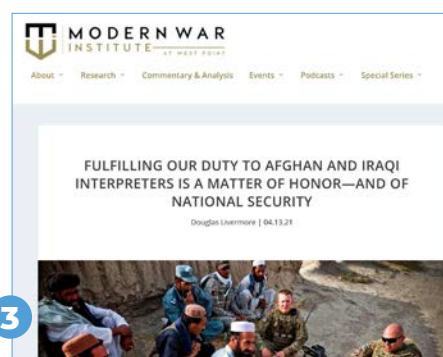 MODERN WAR
INSTITUTE AT WEST POINT
About Research Commentary & Analysis Events Podcasts Special Series
FULFILLING OUR DUTY TO AFGHAN AND IRAQI
INTERPRETERS IS A MATTER OF HONOR—AND OF
NATIONAL SECURITY
Douglas Livermore | 04.13.21
3